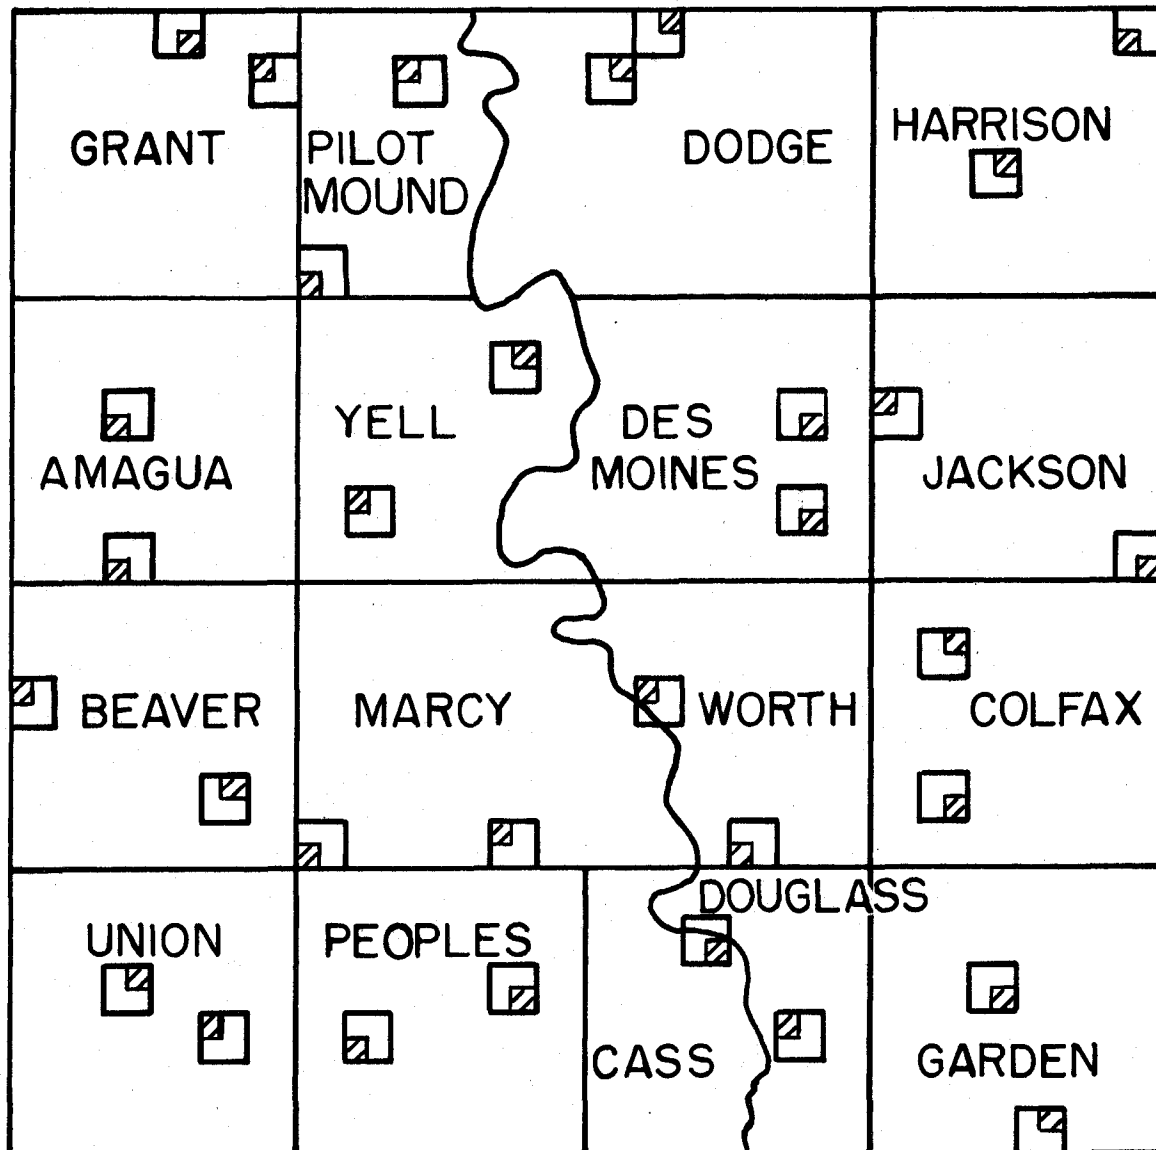 GRANT
PILOT
MOUND
DODGE
HARRISON
AMAGUA
YELL
DES
MOINES
JACKSON
BEAVER
MARCY
WORTH
COLFAX
UNION
PEOPLES
DOUGLASS
CASS
GARDEN